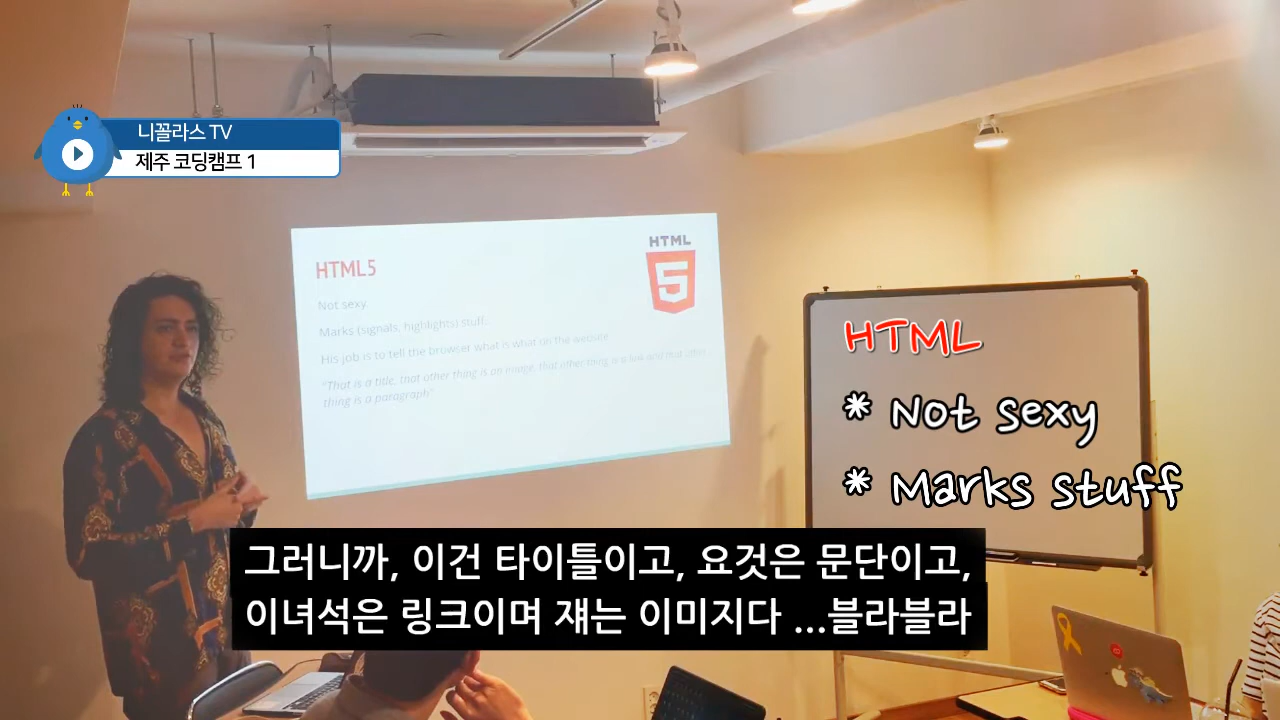 니꼴라스 TV
제주 코딩캠프 1
HTML
5
HTML5
Not sexy
Marks (signals, highlights) stuff...
His job is to tell the browser what is what on the website
"That is a title, that other thing is an image, that other thing is a link and that other
thing is a paragraph"
HTML
* Not sexy
* Marks stuff
그러니까, 이건 타이틀이고, 요것은 문단이고,
이녀석은 링크이며 쟤는 이미지다 ...블라블라